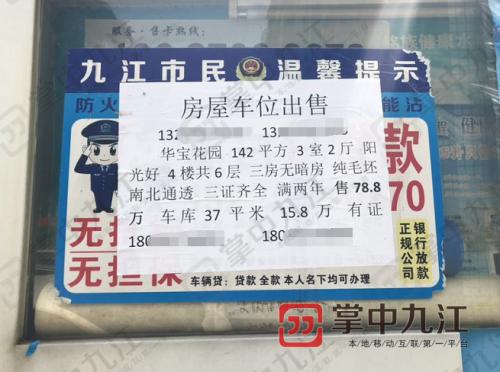 服务·售卡热线:
九江市民 温馨提示
防火
能沾
房屋车位出售
132 13
华宝花园 142 平方 3 室 2 厅 阳
光好 4 楼共 6 层 三房无暗房 纯毛坯
南北通透 三证齐全 满两年 售 78.8
万 车库 37 平米 15.8 万 有证
180 180
款
70
无
无担保
正规公司
银行放款
车辆贷:贷款 全款 本人名下均可办理
掌中九江
本地移动互联第一平台